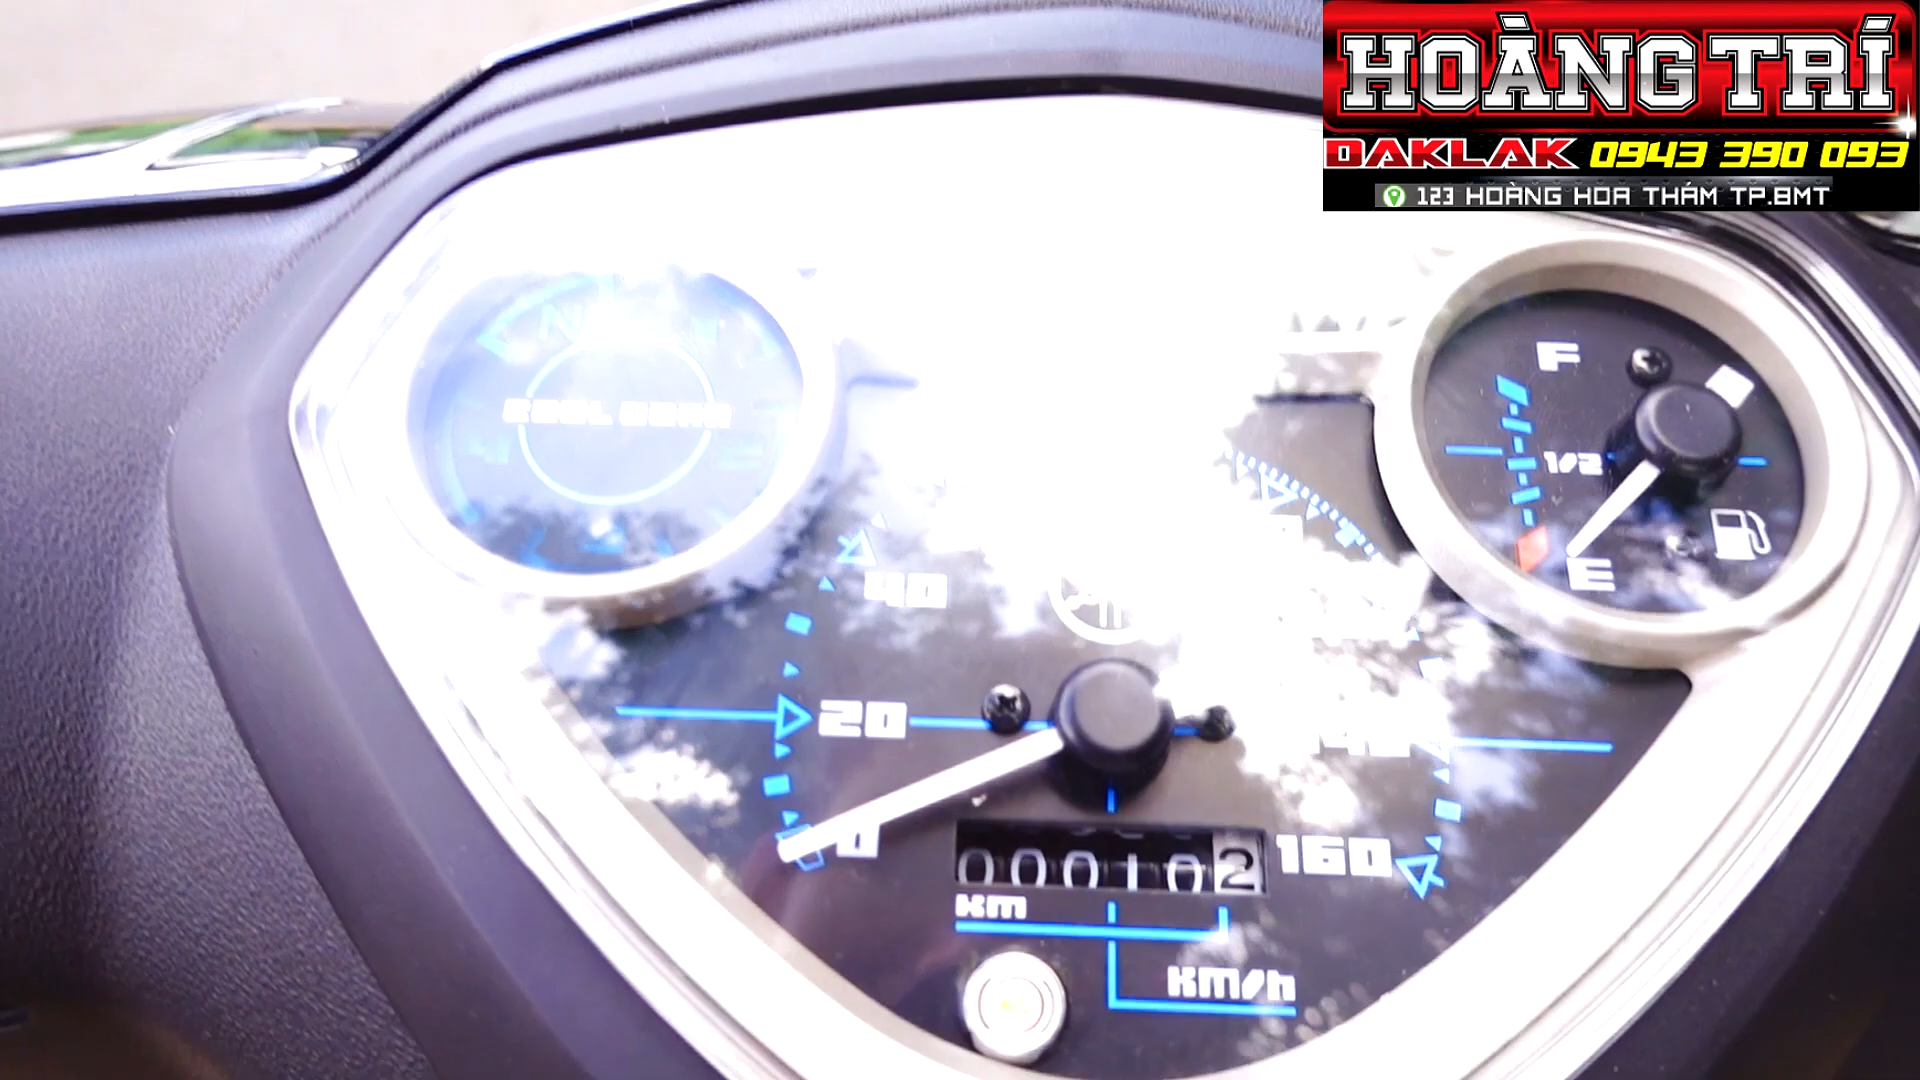 HOÀNG TRÍ
DAKLAK 0943 390 093
123 HOÀNG HOA THÁM TP.BMT
N
F
1/2
E
40
20
0
000102
160
KM
KM/h